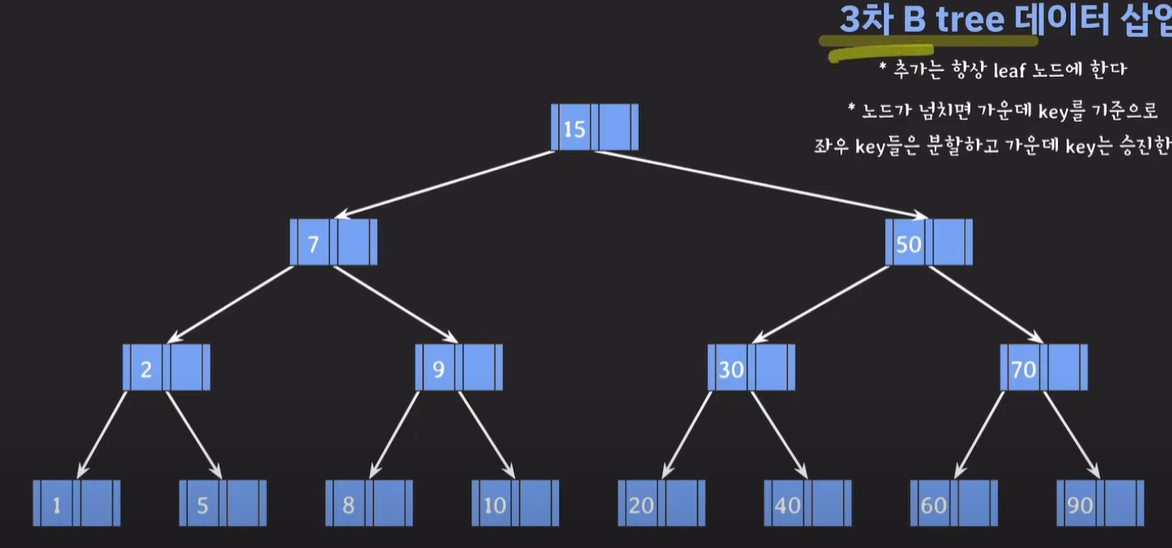 3차 B tree 데이터 삽입
* 추가는 항상 leaf 노드에 한다
* 노드가 넘치면 가운데 key를 기준으로
좌우 key들은 분할하고 가운데 key는 승진한
15
7 50
2 9 30 70
1 5 8 10 20 40 60 90